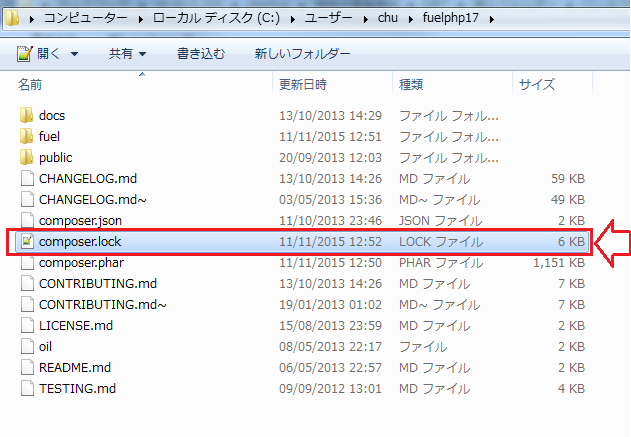 コンピューター ▸ ローカル ディスク (C:) ▸ ユーザー ▸ chu ▸ fuelphp17 ▸
開く 共有 書き込む 新しいフォルダー
名前 更新日時 種類 サイズ
docs 13/10/2013 14:29 ファイル フォル...
fuel 11/11/2015 12:51 ファイル フォル...
public 20/09/2013 12:03 ファイル フォル...
CHANGELOG.md 13/10/2013 14:26 MD ファイル 59 KB
CHANGELOG.md~ 03/05/2013 15:36 MD~ ファイル 49 KB
composer.json 11/10/2013 23:46 JSON ファイル 2 KB
composer.lock 11/11/2015 12:52 LOCK ファイル 6 KB
composer.phar 11/11/2015 12:50 PHAR ファイル 1,151 KB
CONTRIBUTING.md 13/10/2013 14:26 MD ファイル 7 KB
CONTRIBUTING.md~ 19/01/2013 01:02 MD~ ファイル 7 KB
LICENSE.md 15/08/2013 23:59 MD ファイル 2 KB
oil 08/05/2013 22:17 ファイル 2 KB
README.md 06/05/2013 22:57 MD ファイル 2 KB
TESTING.md 09/09/2012 13:01 MD ファイル 4 KB